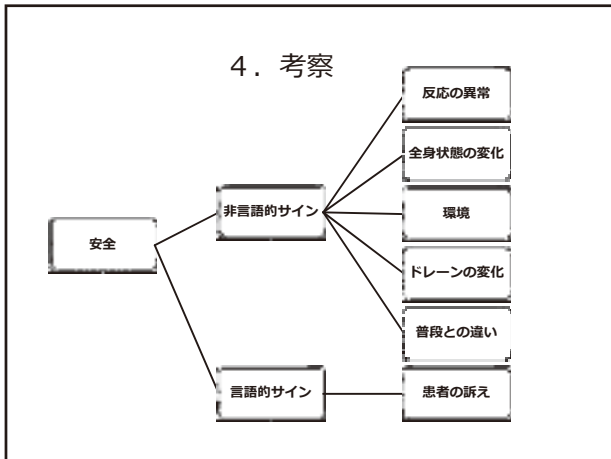 4．考察
反応の異常
全身状態の変化
非言語的サイン
環境
安全
ドレーンの変化
普段との違い
言語的サイン
患者の訴え